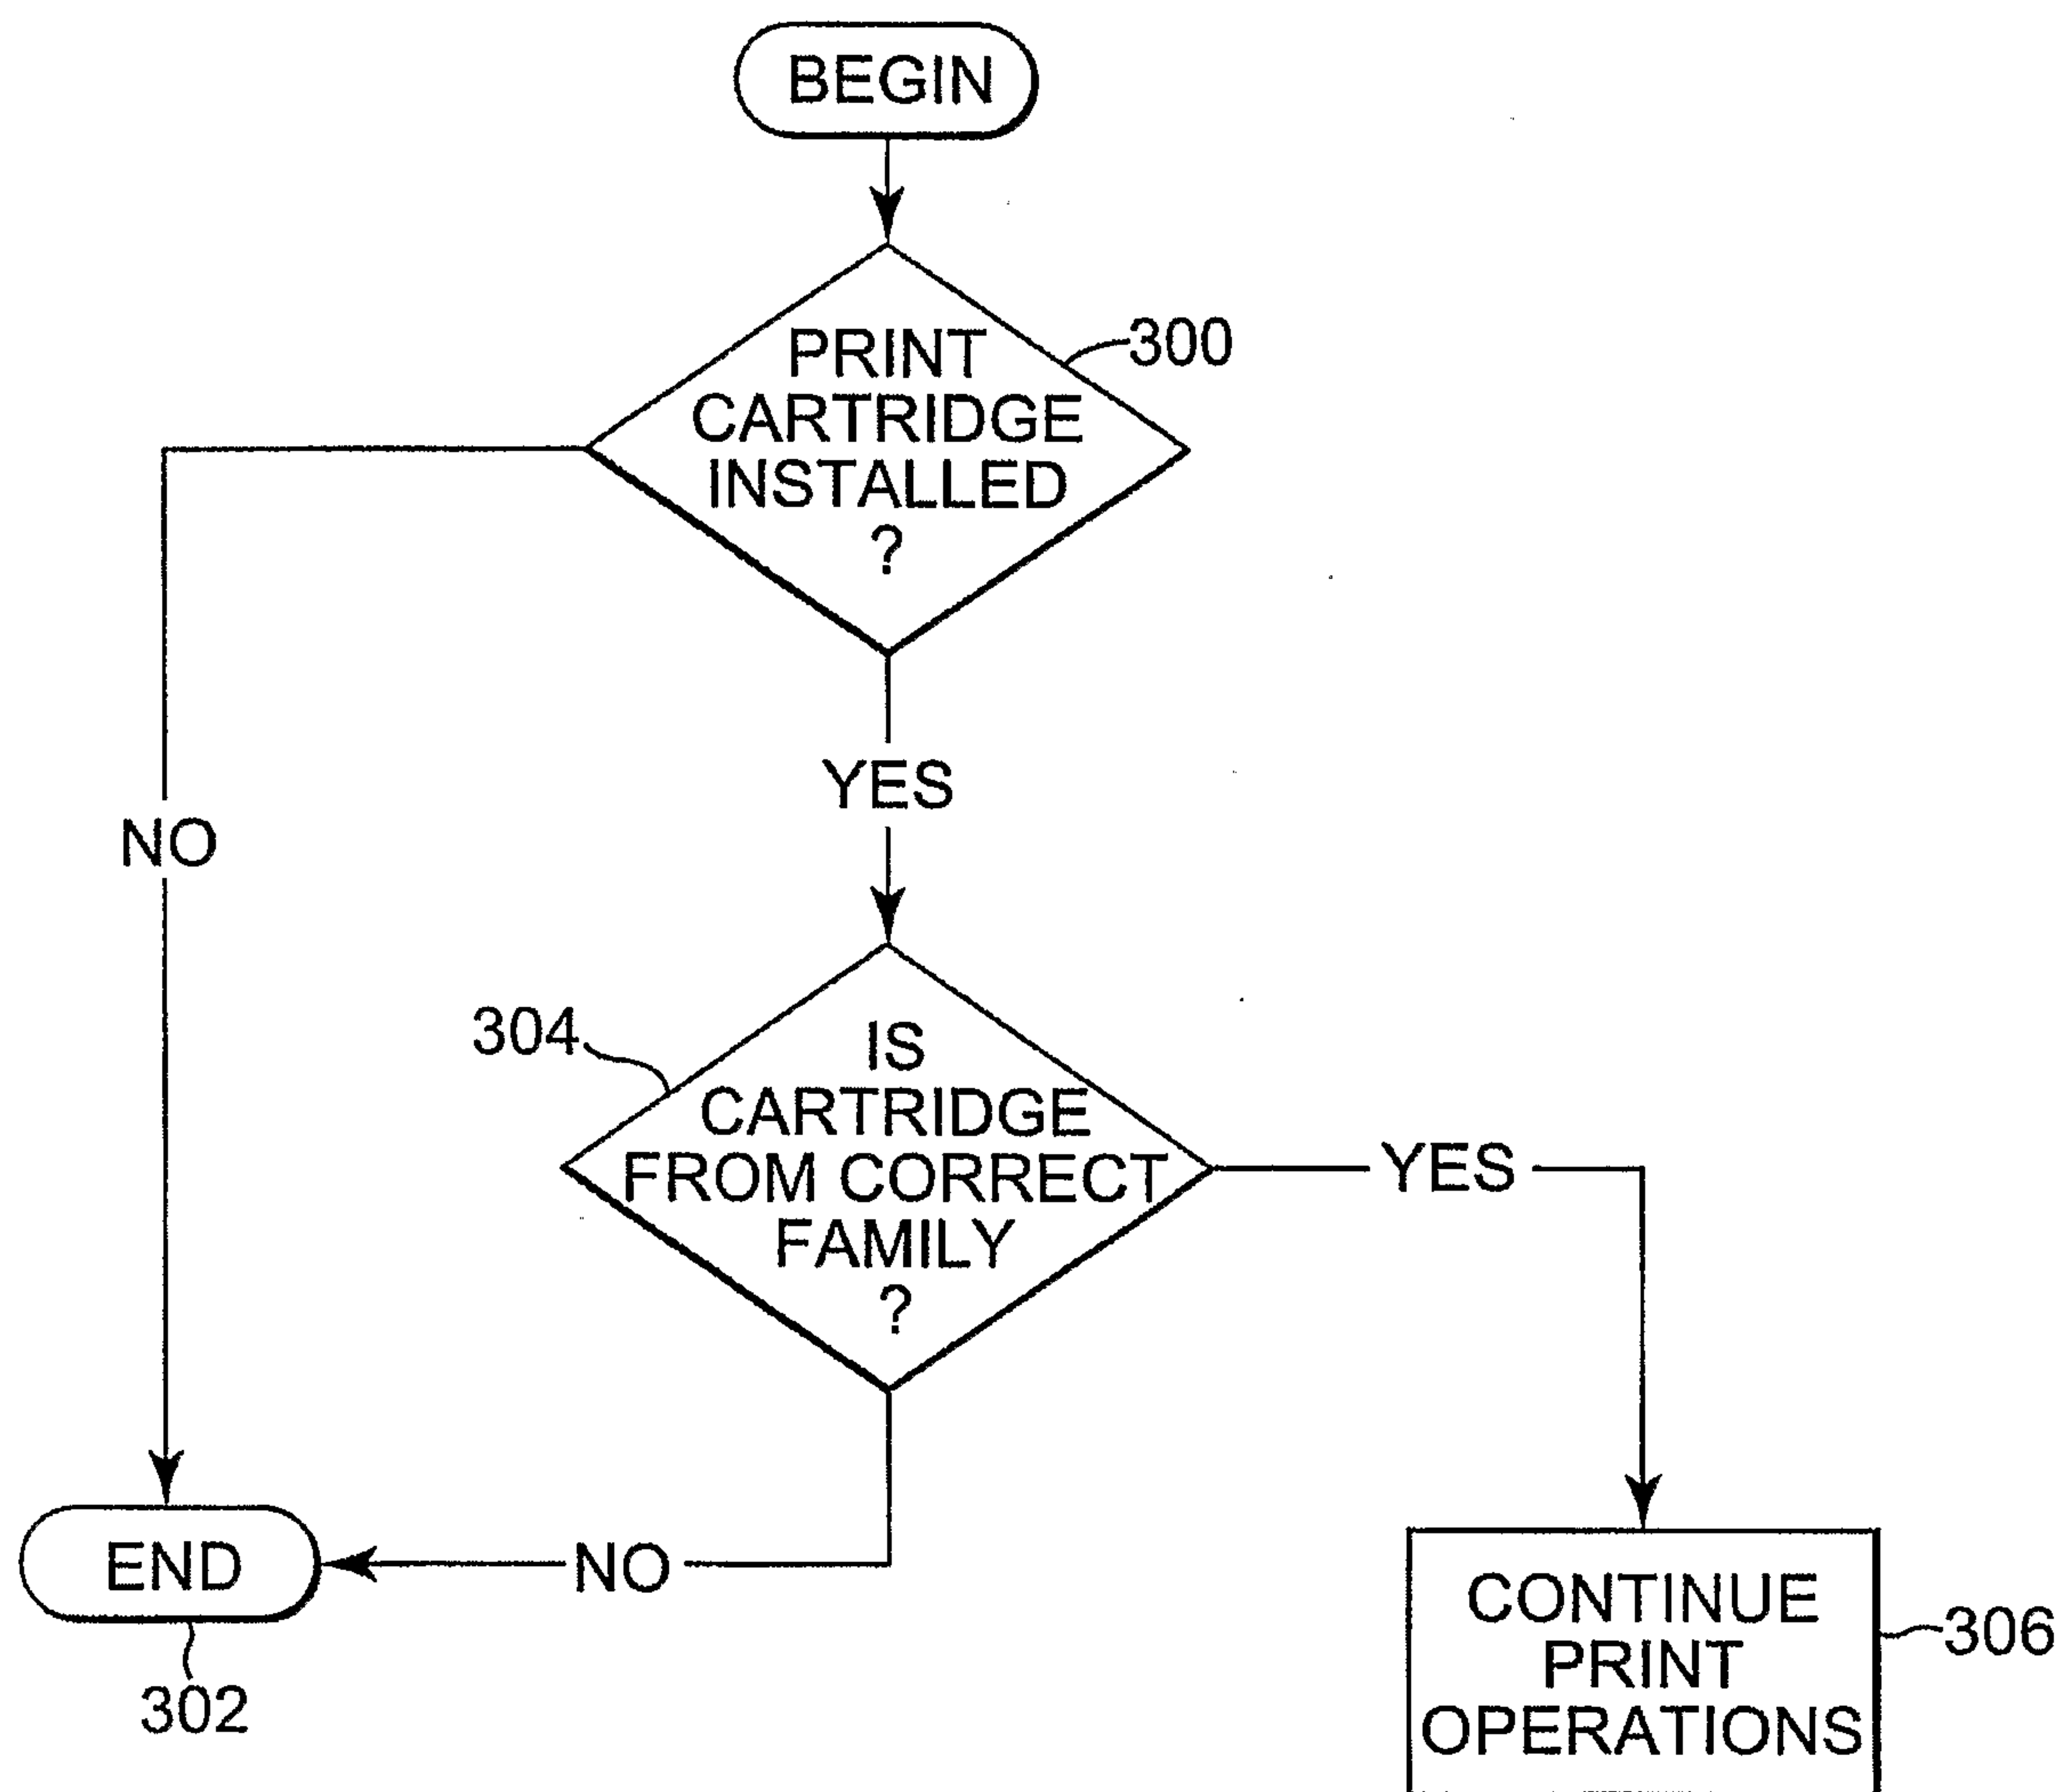 BEGIN
PRINT
CARTRIDGE
INSTALLED
?
300
YES
NO
304
IS
CARTRIDGE
FROM CORRECT
FAMILY
?
YES
NO
END
302
CONTINUE
PRINT
OPERATIONS
306